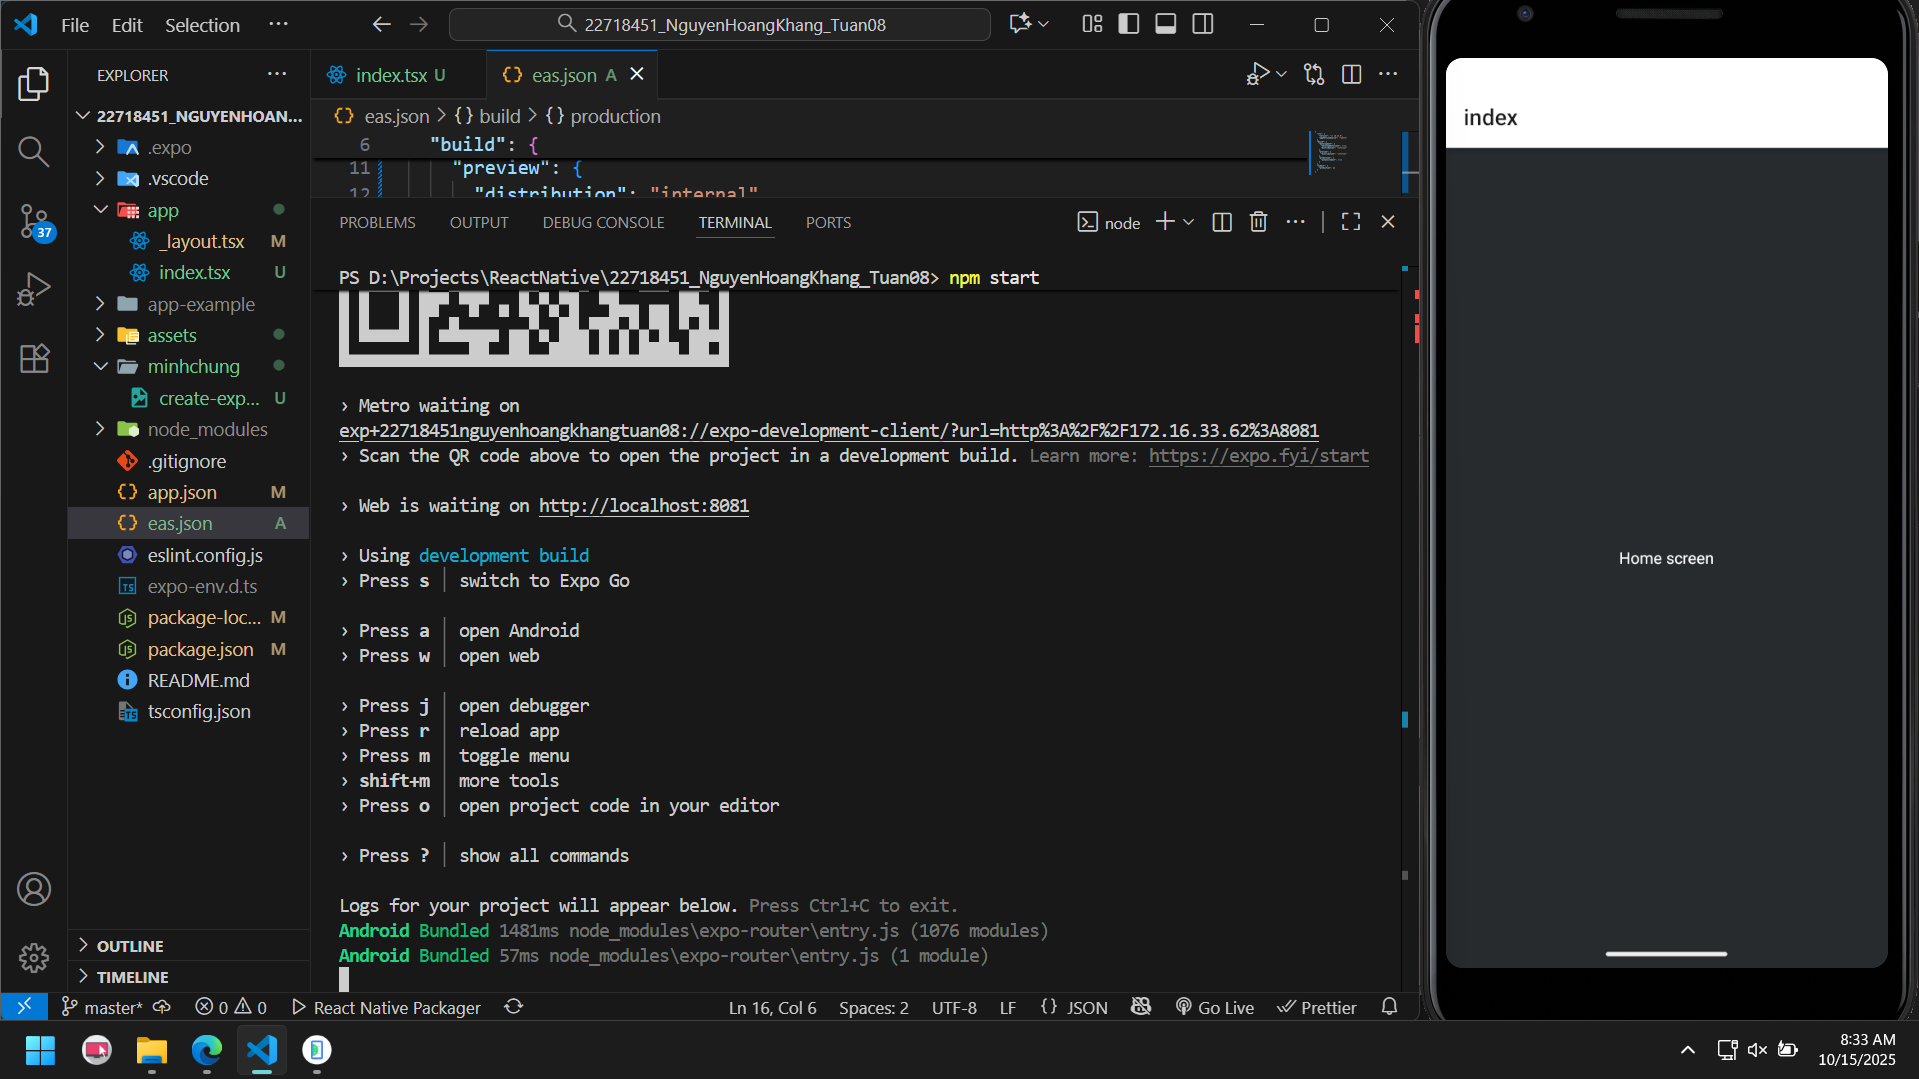 File Edit Selection ···
22718451_NguyenHoangKhang_Tuan08
EXPLORER ···
22718451_NGUYENHOAN...
.expo
.vscode
app
_layout.tsx M
index.tsx U
app-example
assets
minhchung
create-exp... U
node_modules
.gitignore
app.json M
eas.json A
eslint.config.js
expo-env.d.ts
package-loc... M
package.json M
README.md
tsconfig.json
OUTLINE
TIMELINE
37
index.tsx U
eas.json A
eas.json > {} build > {} production
6 "build": {
11 "preview": {
12 "distribution": "internal"
PROBLEMS OUTPUT DEBUG CONSOLE TERMINAL PORTS
node
PS D:\Projects\ReactNative\22718451_NguyenHoangKhang_Tuan08> npm start
› Metro waiting on
exp+22718451nguyenhoangkhangtuan08://expo-development-client/?url=http%3A%2F%2F172.16.33.62%3A8081
› Scan the QR code above to open the project in a development build. Learn more: https://expo.fyi/start
› Web is waiting on http://localhost:8081
› Using development build
› Press s │ switch to Expo Go
› Press a │ open Android
› Press w │ open web
› Press j │ open debugger
› Press r │ reload app
› Press m │ toggle menu
› shift+m │ more tools
› Press o │ open project code in your editor
› Press ? │ show all commands
Logs for your project will appear below. Press Ctrl+C to exit.
Android Bundled 1481ms node_modules\expo-router\entry.js (1076 modules)
Android Bundled 57ms node_modules\expo-router\entry.js (1 module)
master* 0 0 React Native Packager
Ln 16, Col 6 Spaces: 2 UTF-8 LF {} JSON Go Live Prettier
index
Home screen
8:33 AM
10/15/2025